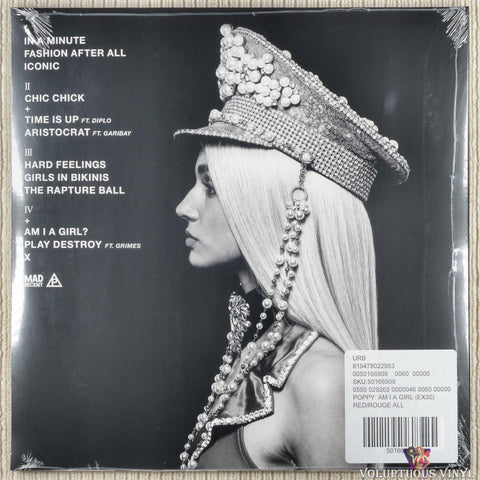 I
+
IN A MINUTE
FASHION AFTER ALL
ICONIC
II
CHIC CHICK
+
TIME IS UP FT. DIPLO
ARISTOCRAT FT. GARIBAY
III
HARD FEELINGS
GIRLS IN BIKINIS
THE RAPTURE BALL
IV
+
AM I A GIRL?
PLAY DESTROY FT. GRIMES
X
MAD
DECENT
URB
819478022953
0050166909 0960 00000
SKU:50166909
0550 029265 0000046 0060 00000
POPPY: AM I A GIRL (EX30)
RED/ROUGE ALL
VOLUPTUOUS VINYL